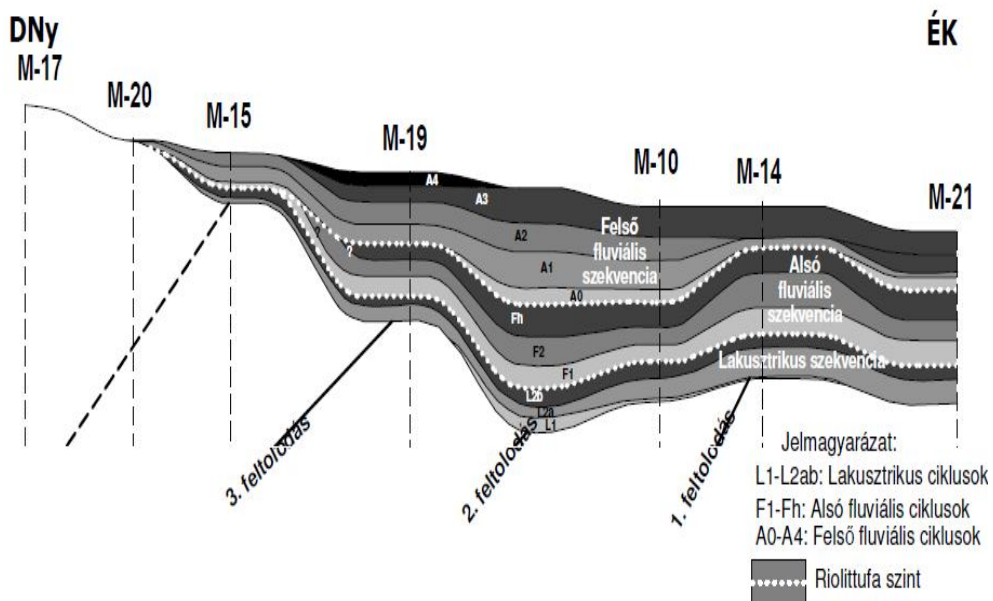 DNy
ÉK
M-17
M-20
M-15
M-19
M-10
M-14
M-21
A4
A3
A2
A1
A0
Felső
fluviális
szekvencia
?
?
Fh
F2
F1
Alsó
fluviális
szekvencia
L2b
L2a
L1
Lakusztrikus szekvencia
3. feltolódás
2. feltolódás
1. feltolódás
Jelmagyarázat:
L1-L2ab: Lakusztrikus ciklusok
F1-Fh: Alsó fluviális ciklusok
A0-A4: Felső fluviális ciklusok
Riolittufa szint